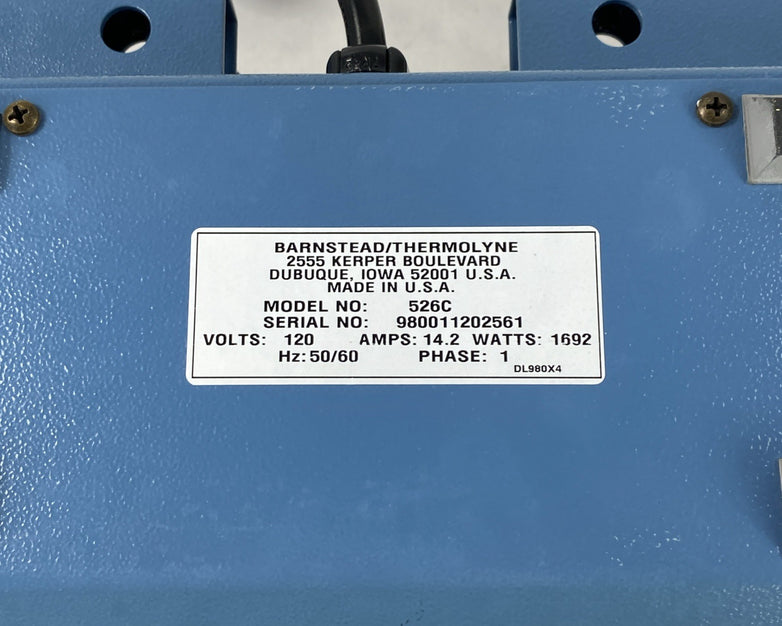 BARNSTEAD/THERMOLYNE
2555 KERPER BOULEVARD
DUBUQUE, IOWA 52001 U.S.A.
MADE IN U.S.A.
MODEL NO: 526C
SERIAL NO: 980011202561
VOLTS: 120 AMPS: 14.2 WATTS: 1692
Hz: 50/60 PHASE: 1
DL980X4